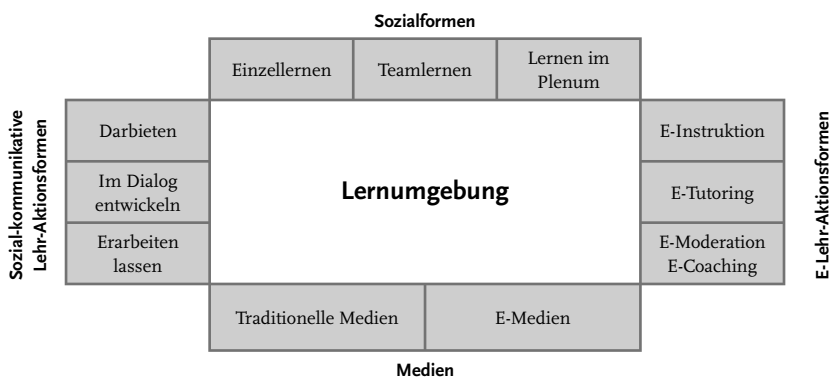 Sozialformen
Einzellernen
Teamlernen
Lernen im
Plenum
Sozial-kommunikative
Lehr-Aktionsformen
Darbieten
Im Dialog
entwickeln
Erarbeiten
lassen
Lernumgebung
E-Instruktion
E-Tutoring
E-Moderation
E-Coaching
E-Lehr-Aktionsformen
Traditionelle Medien
E-Medien
Medien